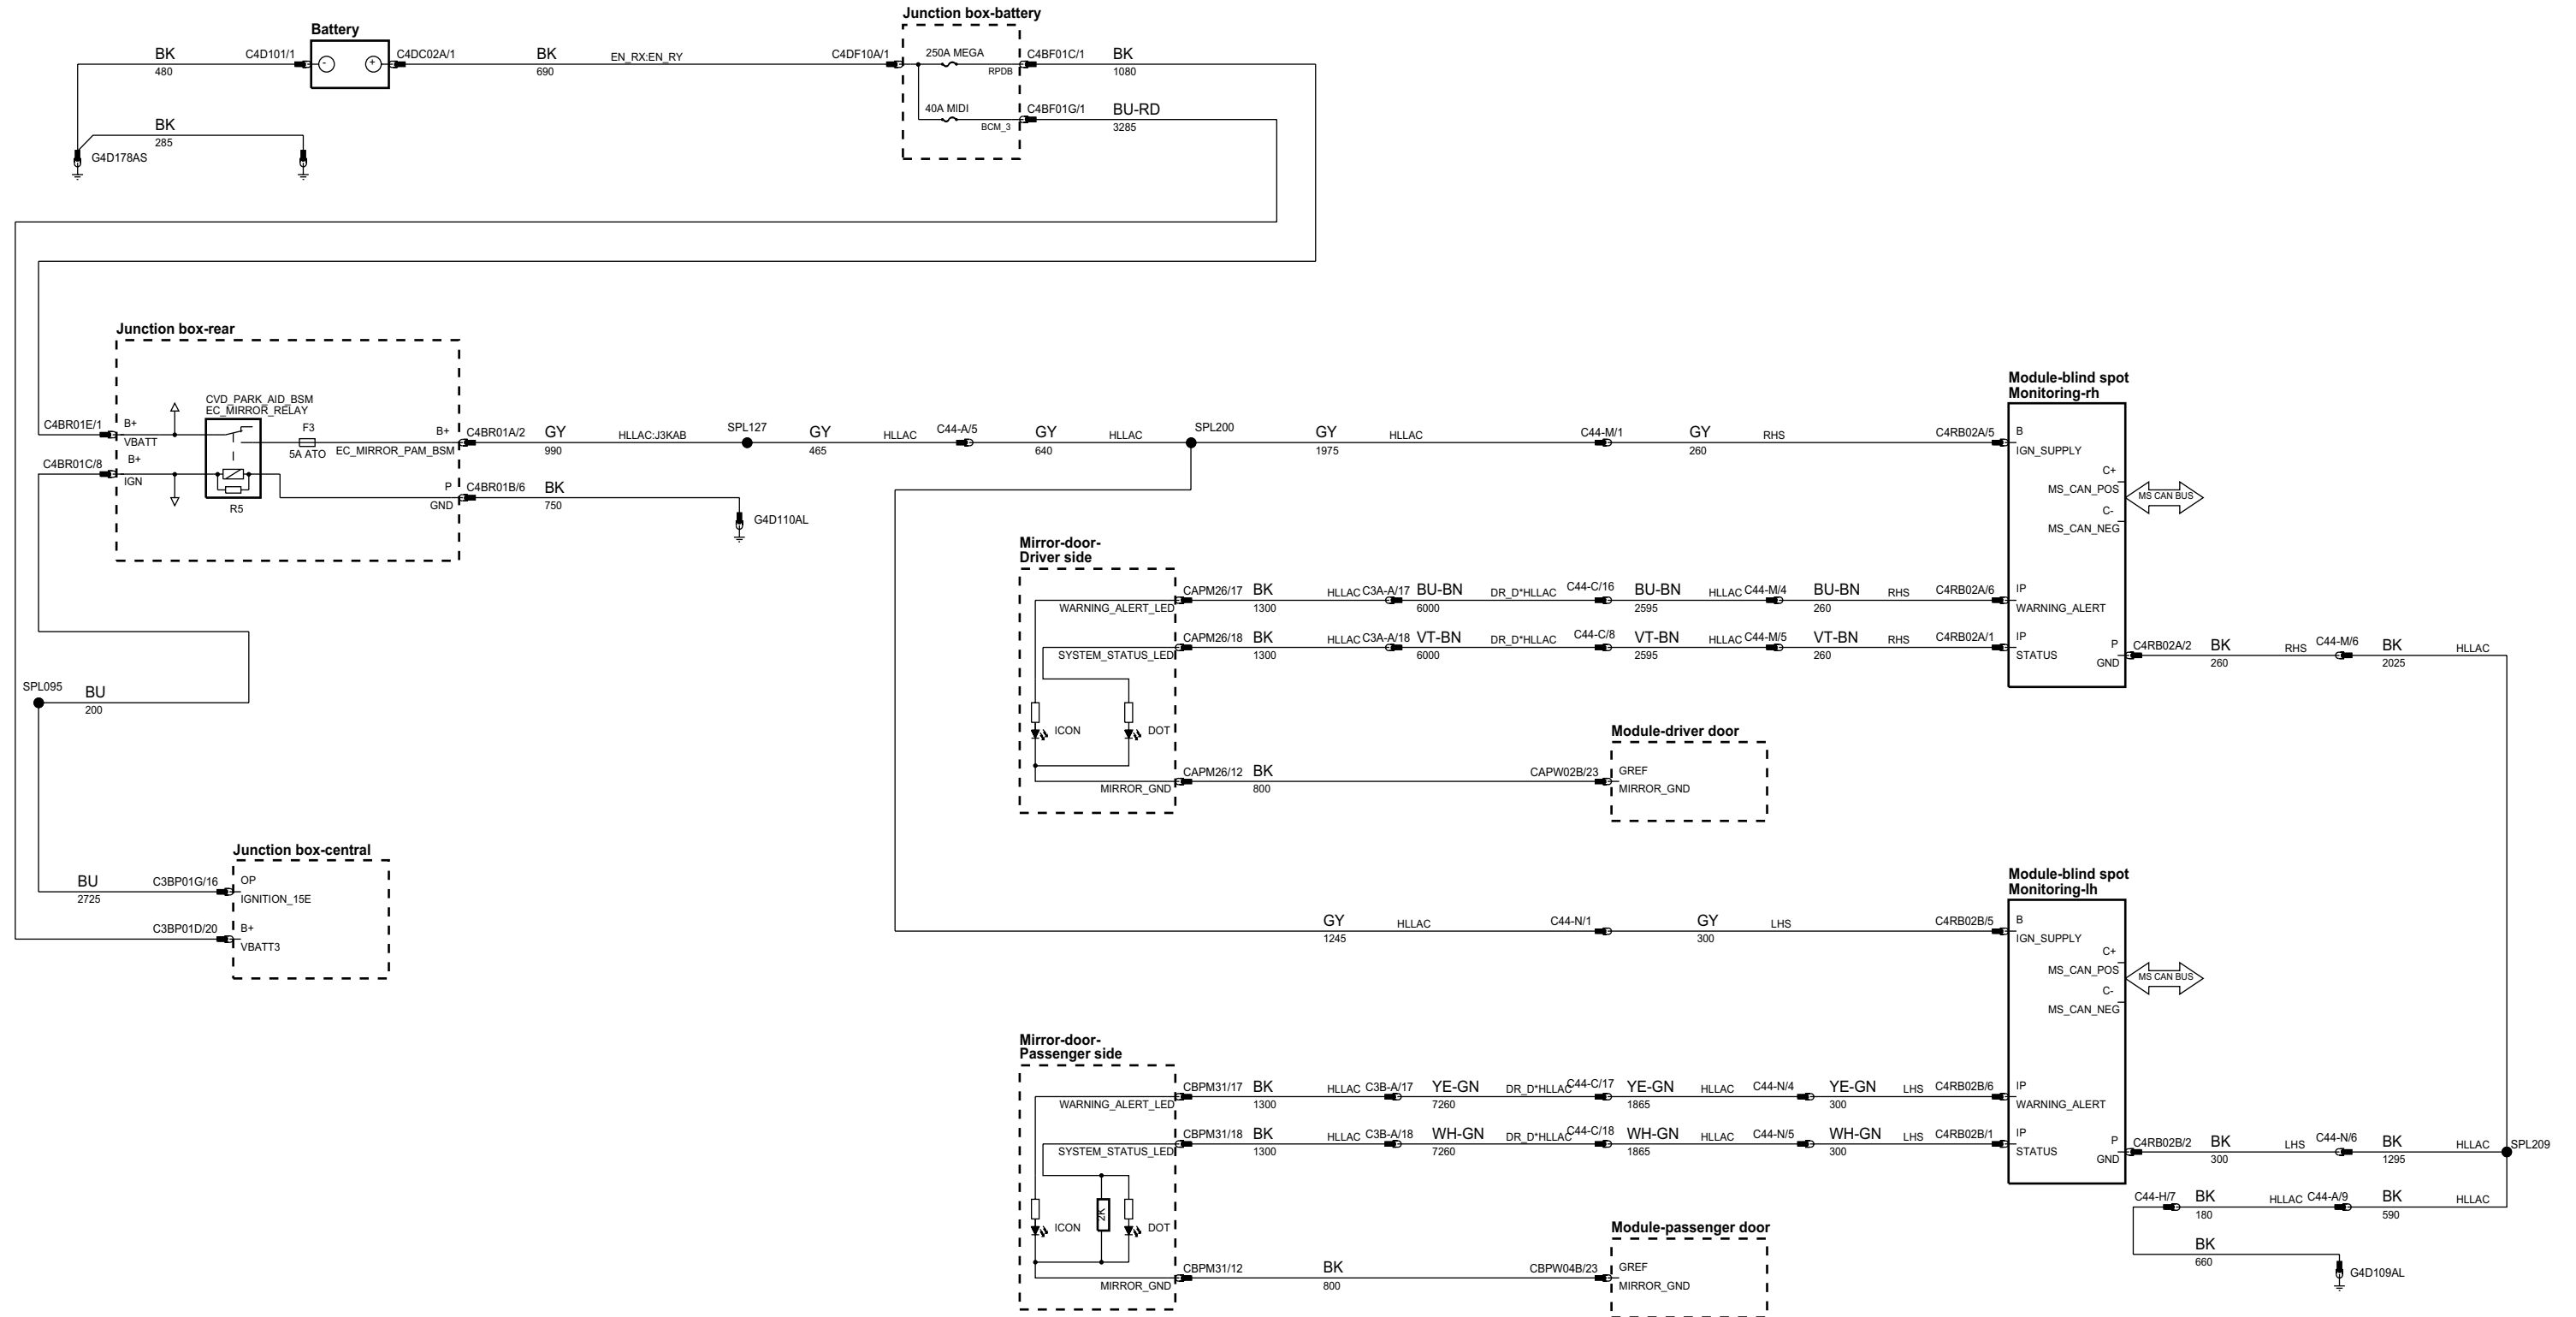 Junction box-battery
Battery
BK
480
C4D101/1
-
+
C4DC02A/1
BK
690
EN_RX:EN_RY
C4DF10A/1
250A MEGA
RPDB
C4BF01C/1
BK
1080
40A MIDI
BCM_3
C4BF01G/1
BU-RD
3285
BK
285
G4D178AS
Junction box-rear
CVD_PARK_AID_BSM
EC_MIRROR_RELAY
C4BR01E/1
B+
VBATT
F3
5A ATO
B+
EC_MIRROR_PAM_BSM
C4BR01A/2
GY
990
HLLAC:J3KAB
SPL127
GY
465
HLLAC
C44-A/5
GY
640
HLLAC
SPL200
GY
1975
HLLAC
C44-M/1
GY
260
RHS
C4RB02A/5
C4BR01C/8
B+
IGN
R5
P
GND
C4BR01B/6
BK
750
G4D110AL
Module-blind spot
Monitoring-rh
B
IGN_SUPPLY
C+
MS_CAN_POS
C-
MS_CAN_NEG
MS CAN BUS
IP
WARNING_ALERT
IP
STATUS
P
GND
Mirror-door-
Driver side
WARNING_ALERT_LED
CAPM26/17
BK
1300
HLLAC
C3A-A/17
BU-BN
6000
DR_D*HLLAC
C44-C/16
BU-BN
2595
HLLAC
C44-M/4
BU-BN
260
RHS
C4RB02A/6
SYSTEM_STATUS_LED
CAPM26/18
BK
1300
HLLAC
C3A-A/18
VT-BN
6000
DR_D*HLLAC
C44-C/8
VT-BN
2595
HLLAC
C44-M/5
VT-BN
260
RHS
C4RB02A/1
C4RB02A/2
BK
260
RHS
C44-M/6
BK
2025
HLLAC
SPL095
BU
200
ICON
DOT
MIRROR_GND
CAPM26/12
BK
800
CAPW02B/23
Module-driver door
GREF
MIRROR_GND
Junction box-central
BU
2725
C3BP01G/16
OP
IGNITION_15E
C3BP01D/20
B+
VBATT3
GY
1245
HLLAC
C44-N/1
GY
300
LHS
C4RB02B/5
Module-blind spot
Monitoring-lh
B
IGN_SUPPLY
C+
MS_CAN_POS
C-
MS_CAN_NEG
MS CAN BUS
IP
WARNING_ALERT
IP
STATUS
P
GND
Mirror-door-
Passenger side
WARNING_ALERT_LED
CBPM31/17
BK
1300
HLLAC
C3B-A/17
YE-GN
7260
DR_D*HLLAC
C44-C/17
YE-GN
1865
HLLAC
C44-N/4
YE-GN
300
LHS
C4RB02B/6
SYSTEM_STATUS_LED
CBPM31/18
BK
1300
HLLAC
C3B-A/18
WH-GN
7260
DR_D*HLLAC
C44-C/18
WH-GN
1865
HLLAC
C44-N/5
WH-GN
300
LHS
C4RB02B/1
C4RB02B/2
BK
300
LHS
C44-N/6
BK
1295
HLLAC
SPL209
C44-H/7
BK
180
HLLAC
C44-A/9
BK
590
HLLAC
BK
660
G4D109AL
ICON
2K
DOT
MIRROR_GND
CBPM31/12
BK
800
CBPW04B/23
Module-passenger door
GREF
MIRROR_GND